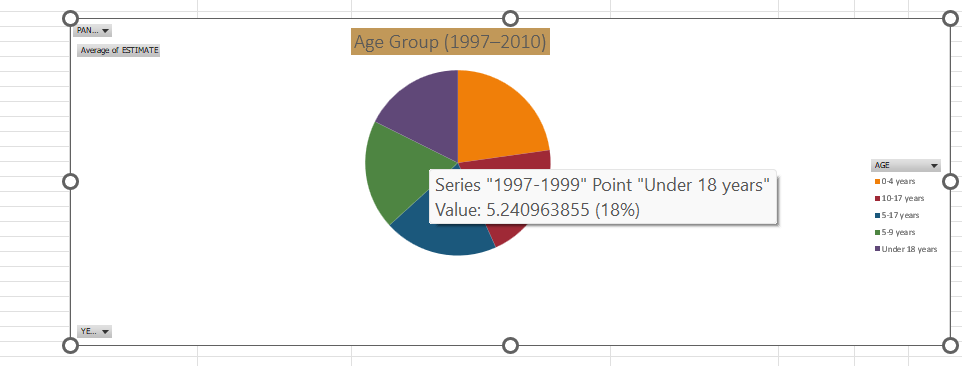 PAN...
Average of ESTIMATE
Age Group (1997–2010)
Series "1997-1999" Point "Under 18 years"
Value: 5.240963855 (18%)
AGE
0-4 years
10-17 years
5-17 years
5-9 years
Under 18 years
YE...